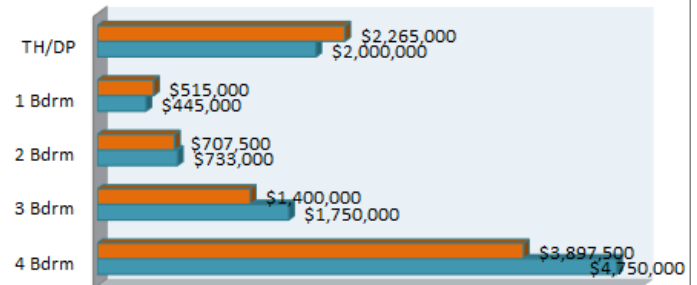 TH/DP
$2,265,000
$2,000,000
1 Bdrm
$515,000
$445,000
2 Bdrm
$707,500
$733,000
3 Bdrm
$1,400,000
$1,750,000
4 Bdrm
$3,897,500
$4,750,000